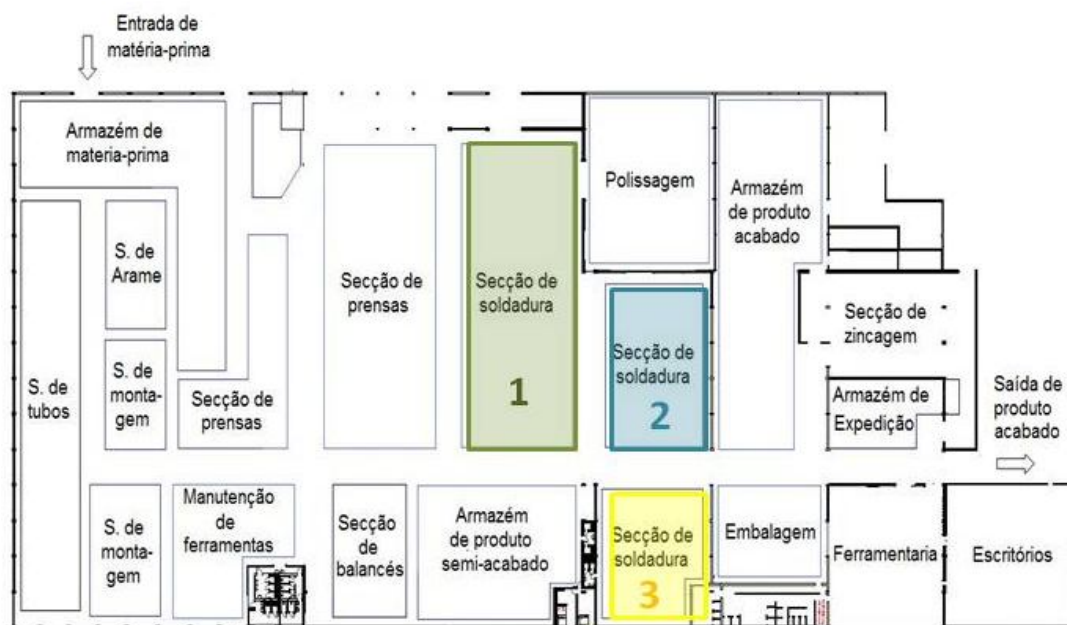 Entrada de
matéria-prima
Armazém de
materia-prima
S. de
Arame
S. de
tubos
S. de
monta-
gem
Secção de
prensas
Secção de
prensas
Secção de
soldadura
1
Polissagem
Secção de
soldadura
2
Armazém
de produto
acabado
Secção de
zincagem
Armazém de
Expedição
Saída de
produto
acabado
S. de
monta-
gem
Manutenção
de
ferramentas
Secção
de
balancés
Armazém
de produto
semi-acabado
Secção de
soldadura
3
Embalagem
Ferramentaria
Escritórios